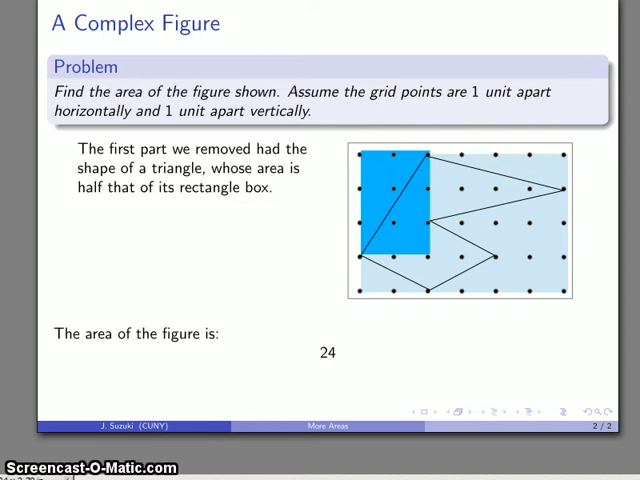 A Complex Figure
Problem
Find the area of the figure shown. Assume the grid points are 1 unit apart
horizontally and 1 unit apart vertically.
The first part we removed had the
shape of a triangle, whose area is
half that of its rectangle box.
The area of the figure is:
24
J. Suzuki (CUNY)
More Areas
2 / 2
Screencast-O-Matic.com